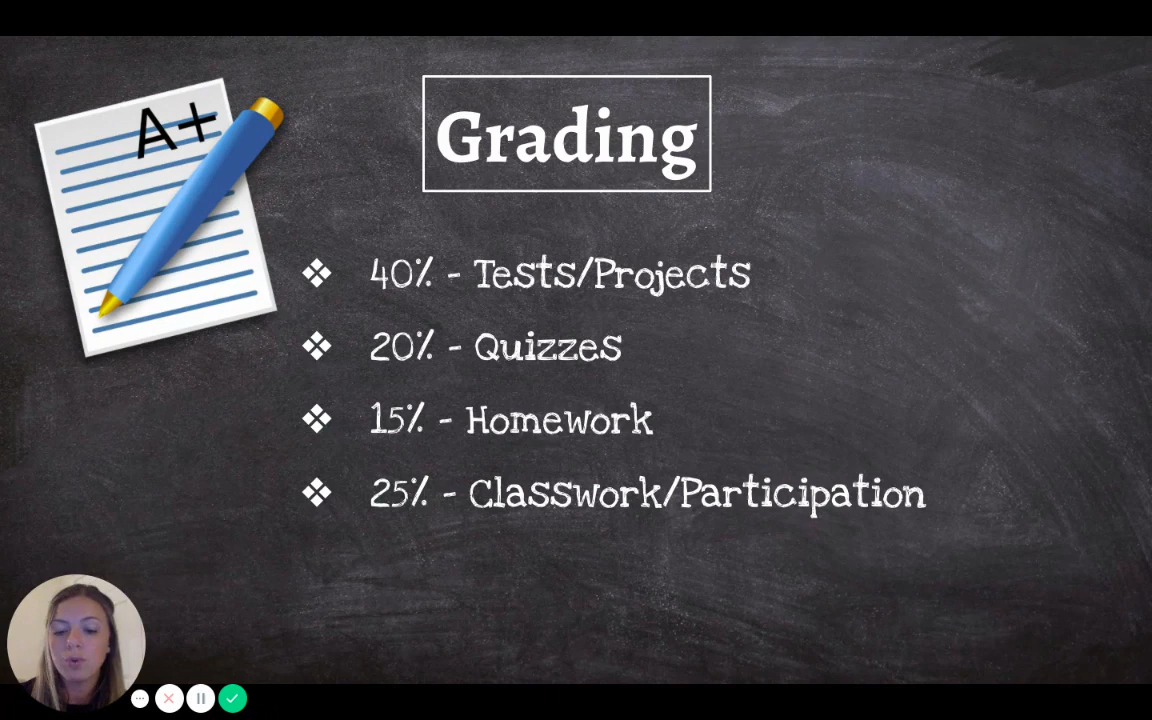 A+
Grading
❖ 40% - Tests/Projects
❖ 20% - Quizzes
❖ 15% - Homework
❖ 25% - Classwork/Participation